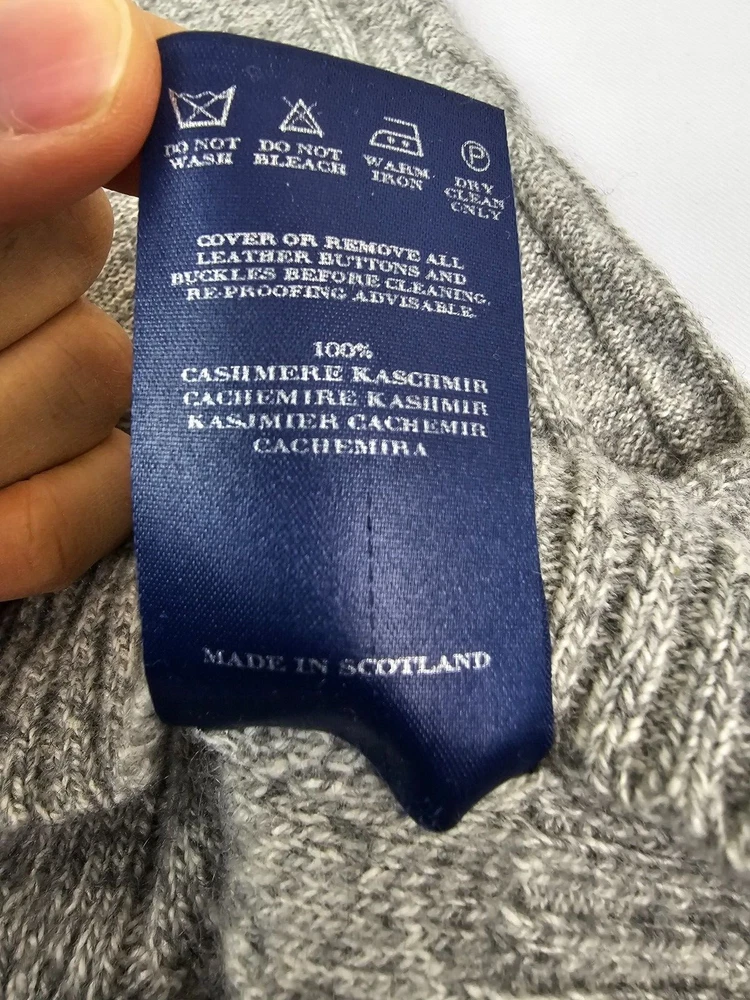 DO NOT WASH
DO NOT BLEACH
WARM IRON
P
DRY CLEAN ONLY
COVER OR REMOVE ALL
LEATHER BUTTONS AND
BUCKLES BEFORE CLEANING.
RE-PROOFING ADVISABLE.
100%
CASHMERE KASCHMIR
CACHEMIRE KASHMIR
KASJMIER CACHEMIR
CACHEMIRA
MADE IN SCOTLAND